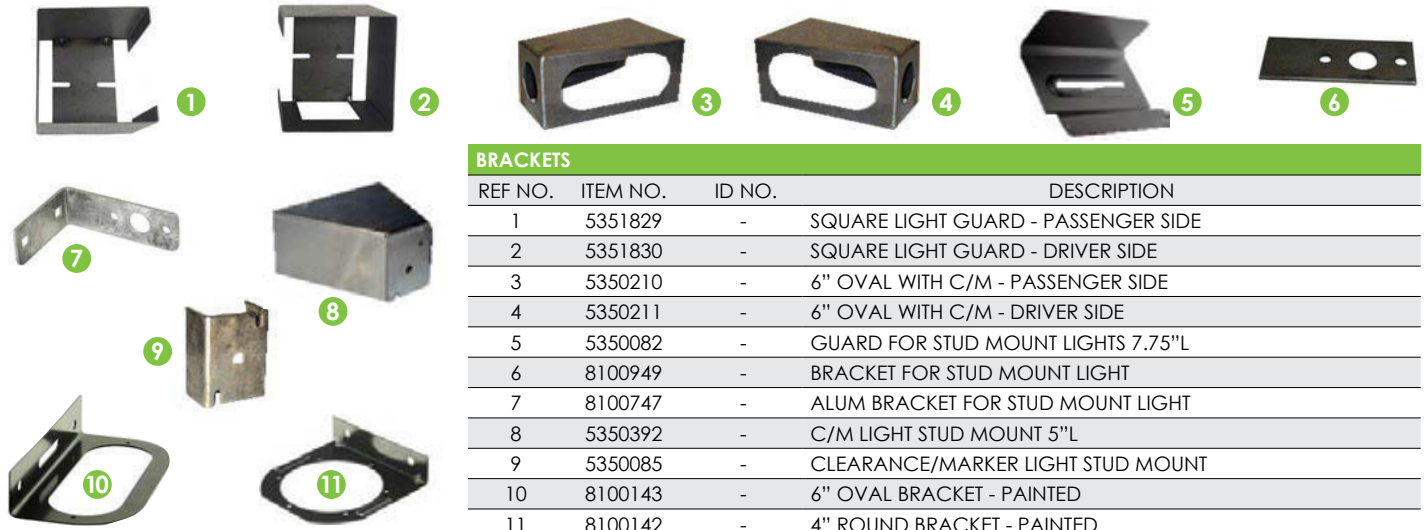 1
2
3
4
5
6
7
8
9
10
11
BRACKETS
REF NO. ITEM NO. ID NO. DESCRIPTION
1 5351829 - SQUARE LIGHT GUARD - PASSENGER SIDE
2 5351830 - SQUARE LIGHT GUARD - DRIVER SIDE
3 5350210 - 6” OVAL WITH C/M - PASSENGER SIDE
4 5350211 - 6” OVAL WITH C/M - DRIVER SIDE
5 5350082 - GUARD FOR STUD MOUNT LIGHTS 7.75”L
6 8100949 - BRACKET FOR STUD MOUNT LIGHT
7 8100747 - ALUM BRACKET FOR STUD MOUNT LIGHT
8 5350392 - C/M LIGHT STUD MOUNT 5”L
9 5350085 - CLEARANCE/MARKER LIGHT STUD MOUNT
10 8100143 - 6” OVAL BRACKET - PAINTED
11 8100142 - 4” ROUND BRACKET - PAINTED